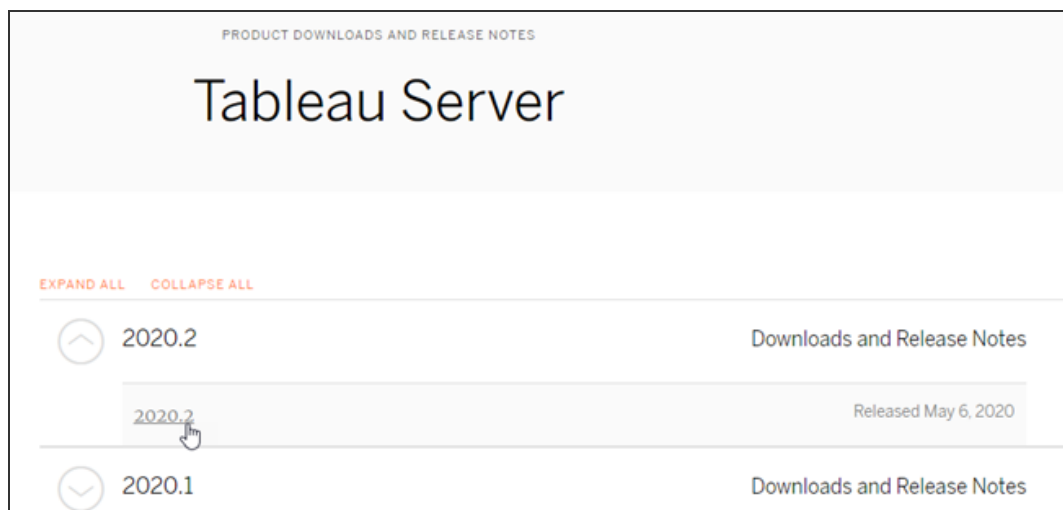 PRODUCT DOWNLOADS AND RELEASE NOTES
Tableau Server
EXPAND ALL COLLAPSE ALL
2020.2 Downloads and Release Notes
2020.2 Released May 6, 2020
2020.1 Downloads and Release Notes